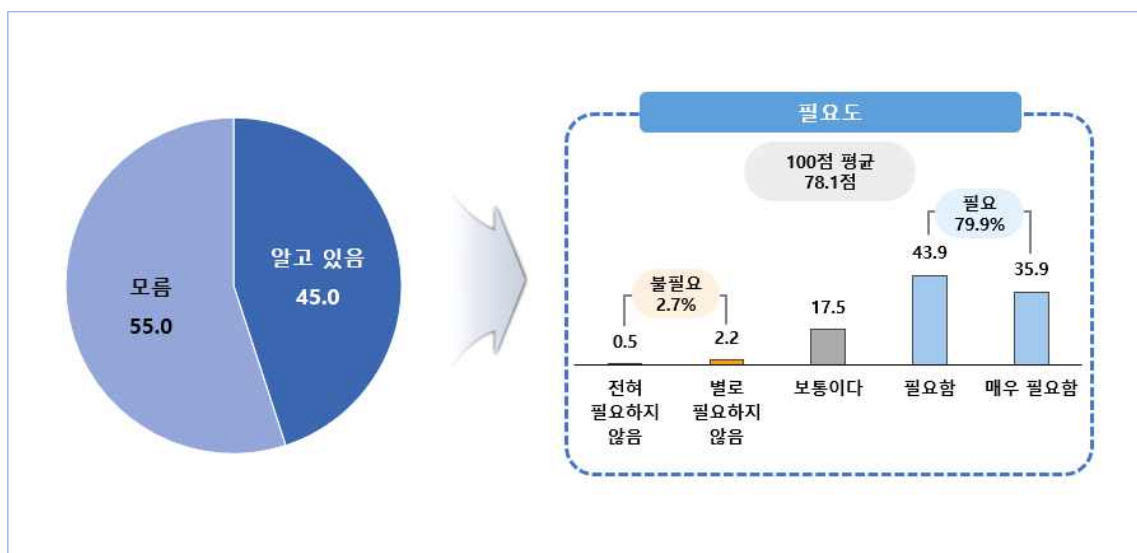 모름
55.0
알고 있음
45.0
필요도
100점 평균
78.1점
불필요
2.7%
필요
79.9%
0.5
2.2
17.5
43.9
35.9
전혀
필요하지
않음
별로
필요하지
않음
보통이다
필요함
매우 필요함